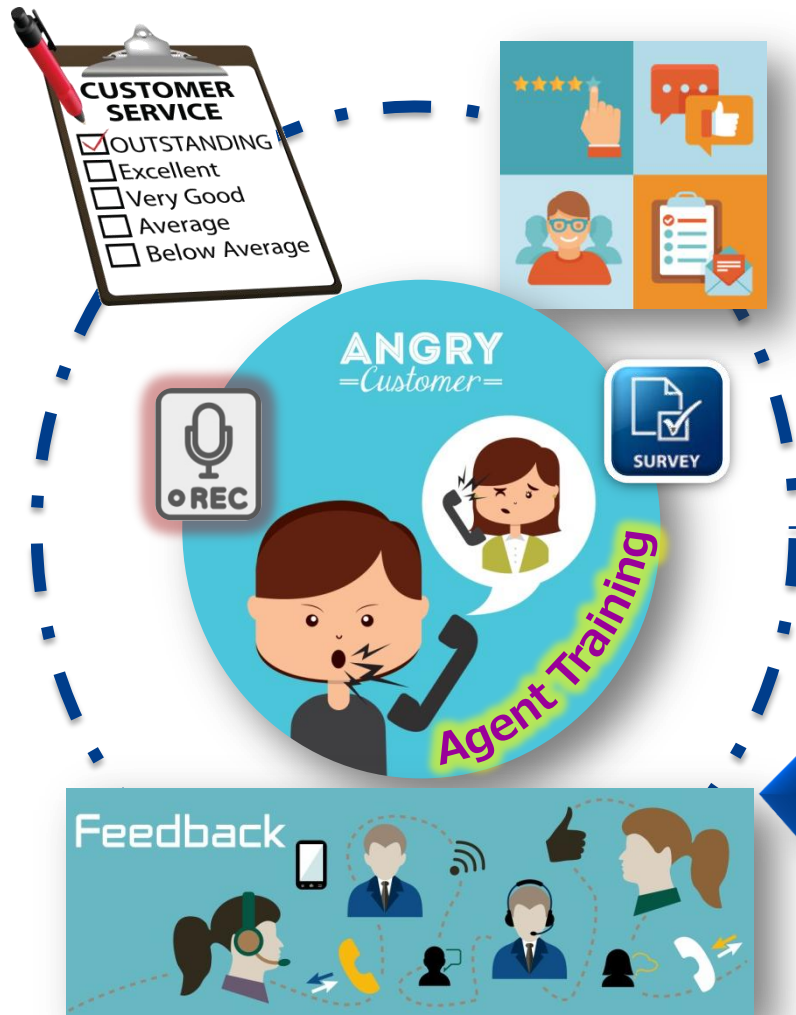 CUSTOMER
SERVICE
OUTSTANDING
Excellent
Very Good
Average
Below Average
ANGRY
Customer
REC
SURVEY
Agent Training
Feedback